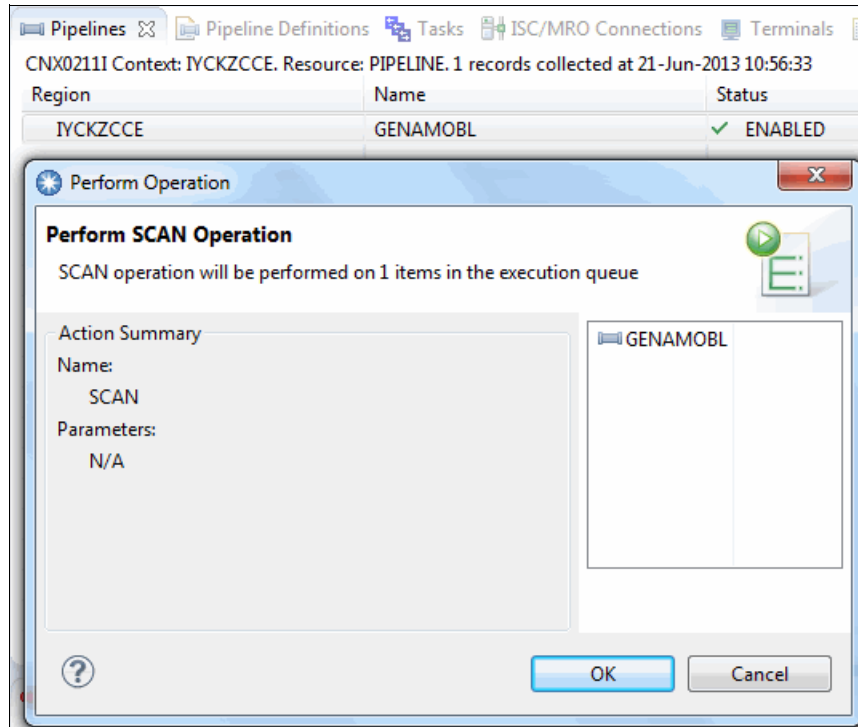 Pipelines Pipeline Definitions Tasks ISC/MRO Connections Terminals
CNX0211I Context: IYCKZCCE. Resource: PIPELINE. 1 records collected at 21-Jun-2013 10:56:33
Region Name Status
IYCKZCCE GENAMOBL ENABLED
Perform Operation
Perform SCAN Operation
SCAN operation will be performed on 1 items in the execution queue
Action Summary
GENAMOBL
Name:
SCAN
Parameters:
N/A
OK Cancel